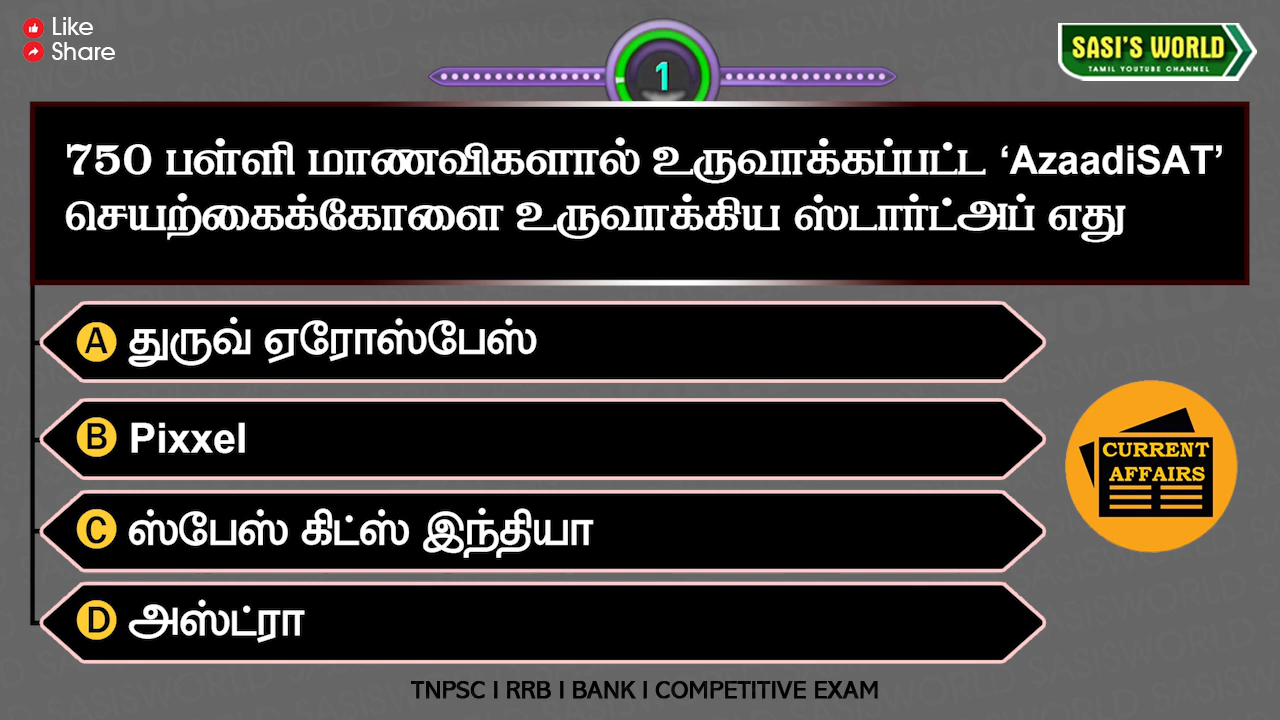 Like
Share
1
SASI'S WORLD
TAMIL YOUTUBE CHANNEL
750 பள்ளி மாணவிகளால் உருவாக்கப்பட்ட ‘AzaadiSAT’
செயற்கைக்கோளை உருவாக்கிய ஸ்டார்ட்அப் எது
A துருவ் ஏரோஸ்பேஸ்
B Pixxel
C ஸ்பேஸ் கிட்ஸ் இந்தியா
D அஸ்ட்ரா
CURRENT
AFFAIRS
TNPSC I RRB I BANK I COMPETITIVE EXAM